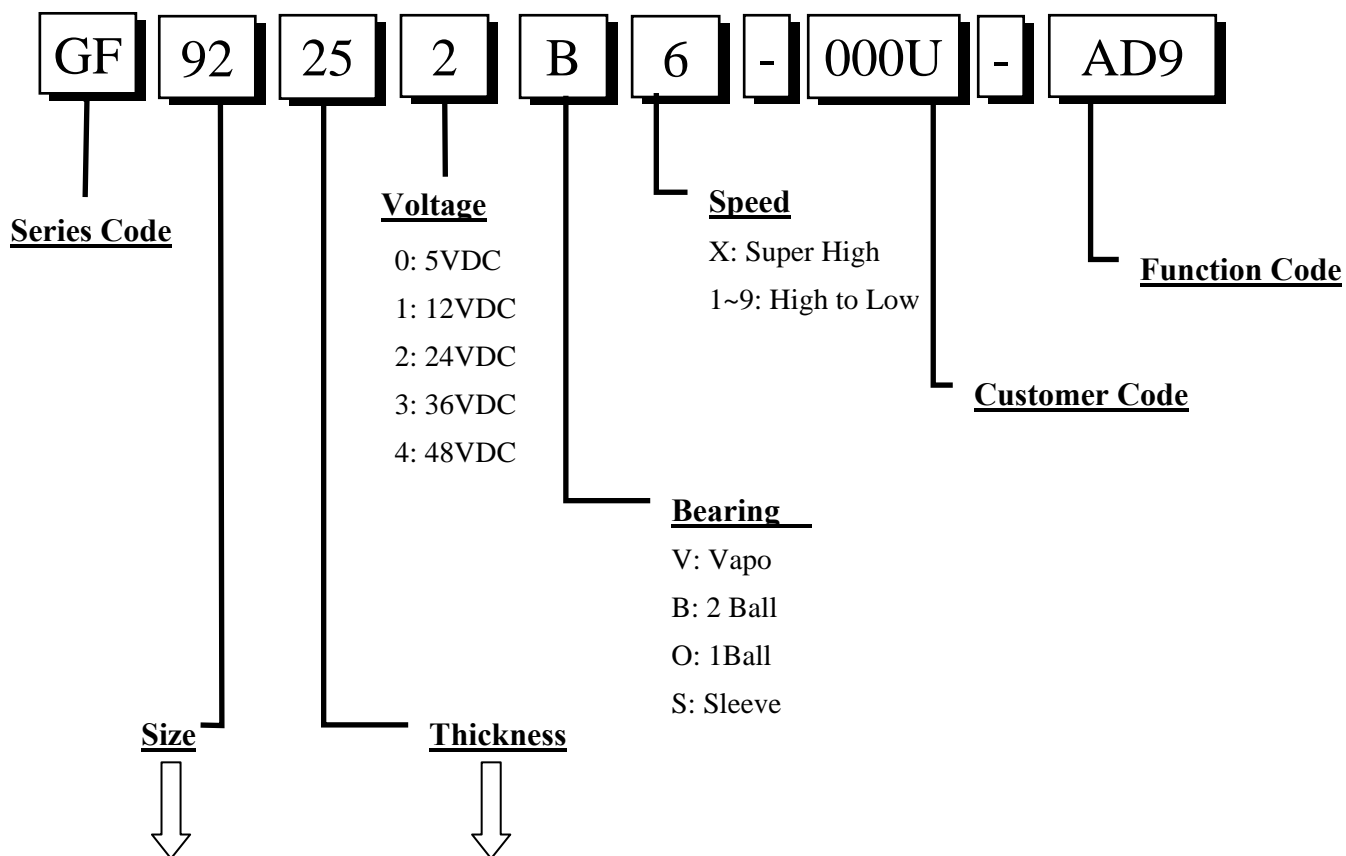 GF 92 25 2 B 6 - 000U - AD9
Series Code
Voltage
0: 5VDC
1: 12VDC
2: 24VDC
3: 36VDC
4: 48VDC
Speed
X: Super High
1~9: High to Low
Function Code
Customer Code
Bearing
V: Vapo
B: 2 Ball
O: 1Ball
S: Sleeve
Size
Thickness